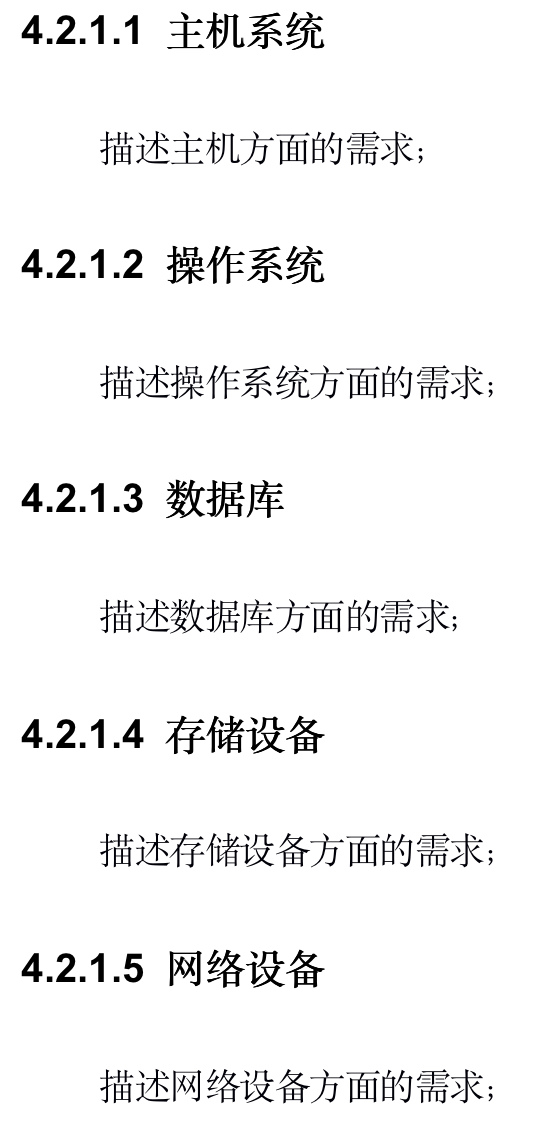 4.2.1.1 主机系统
描述主机方面的需求；
4.2.1.2 操作系统
描述操作系统方面的需求；
4.2.1.3 数据库
描述数据库方面的需求；
4.2.1.4 存储设备
描述存储设备方面的需求；
4.2.1.5 网络设备
描述网络设备方面的需求；